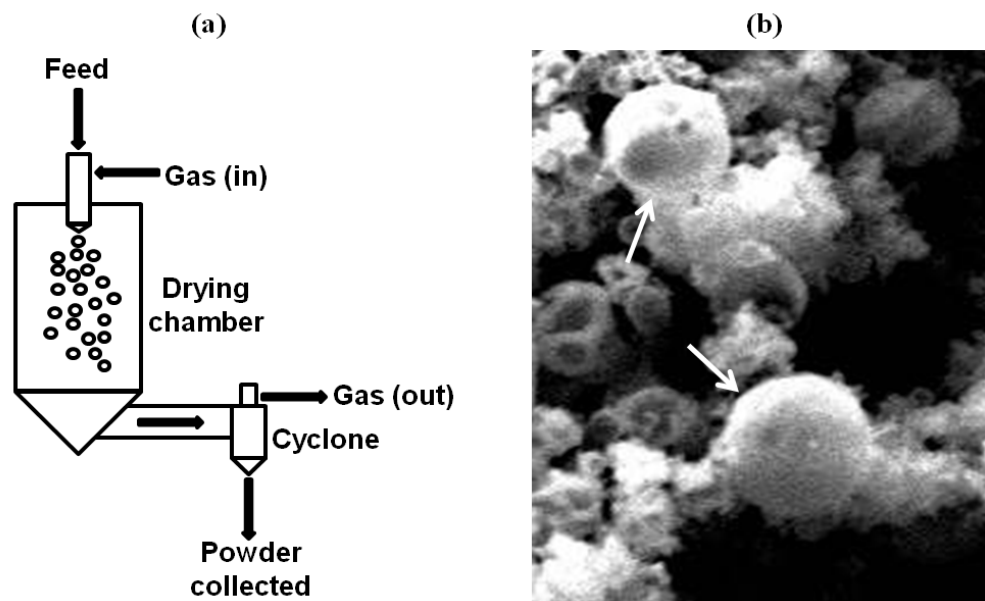 (a)
Feed
Gas (in)
Drying
chamber
Gas (out)
Cyclone
Powder
collected
(b)